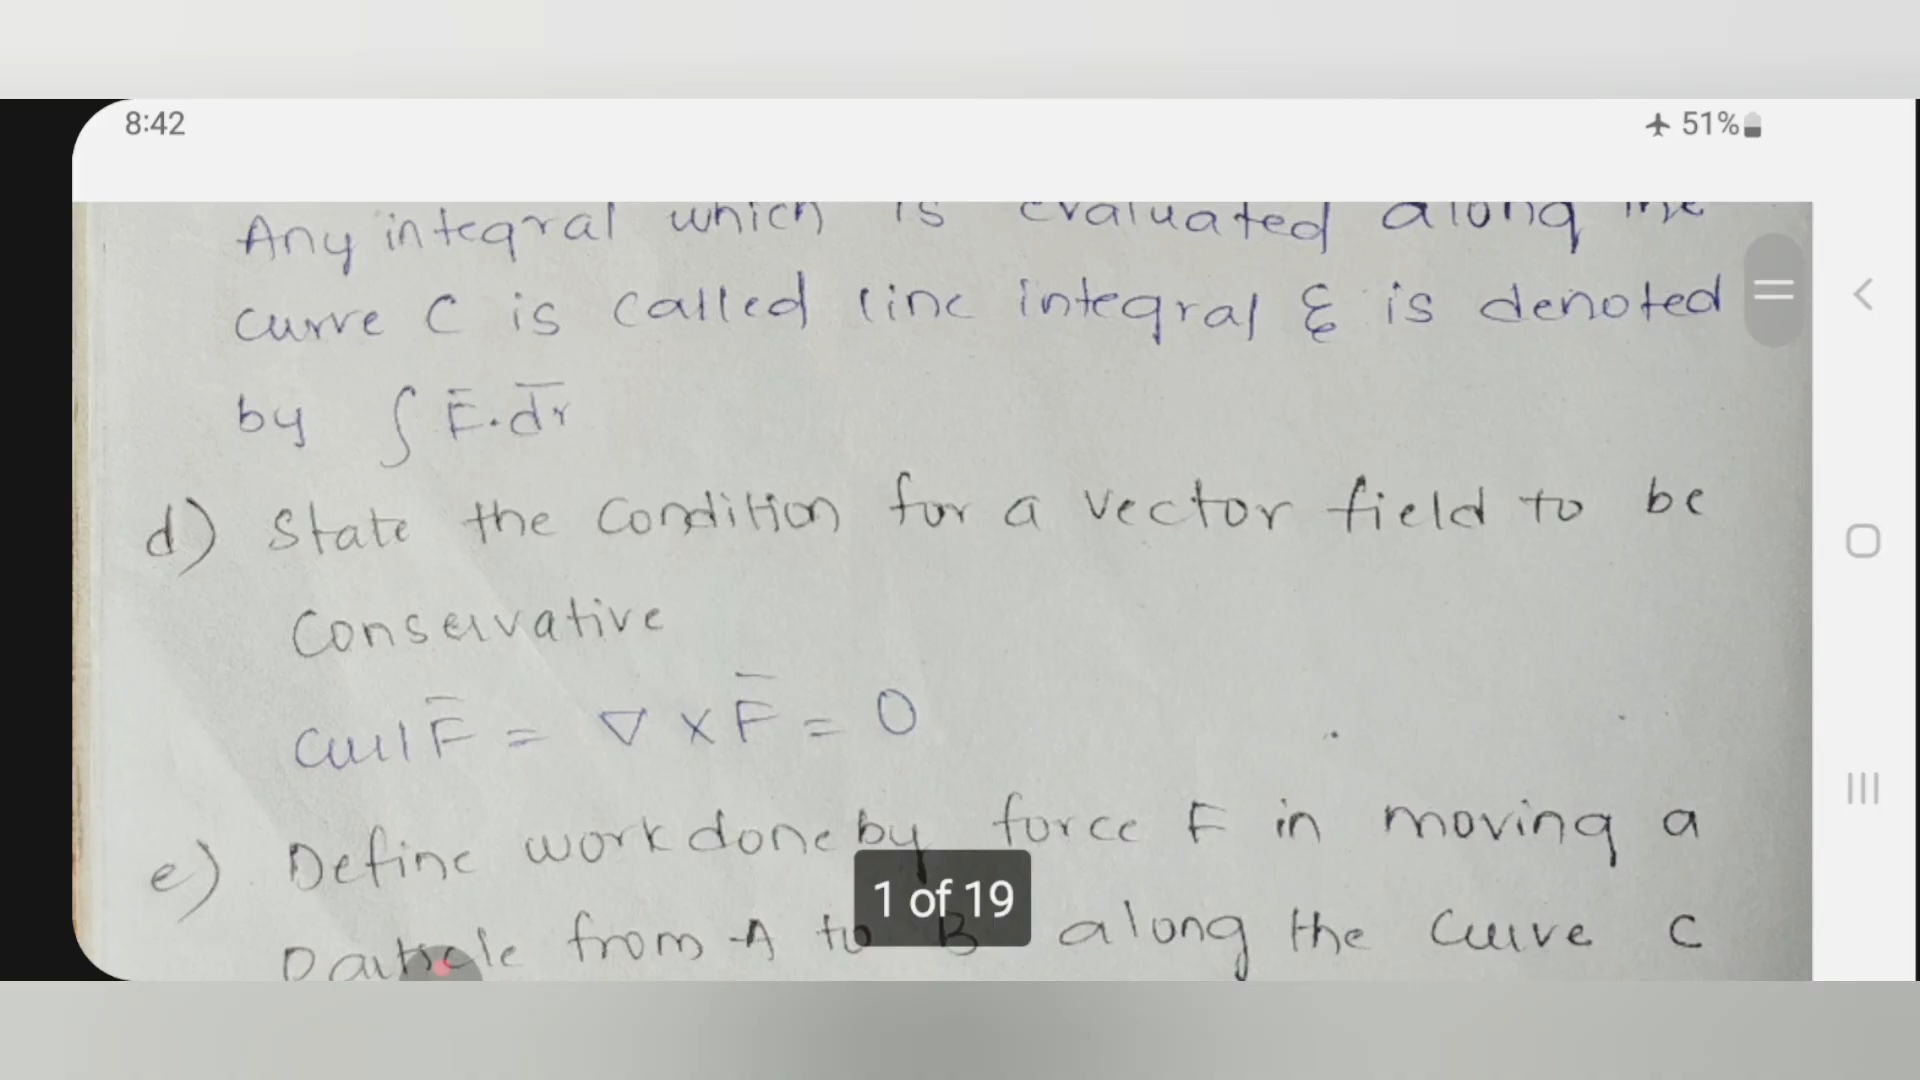 8:42
51%
Any integral which is evaluated along the
curve C is called line integral & is denoted
by ∫ F̄·d̄r̄
d) State the condition for a vector field to be
Conservative
Curl F̄ = ∇ × F̄ = 0
e) Define work done by force F in moving a
1 of 19
Particle from A to B along the curve C